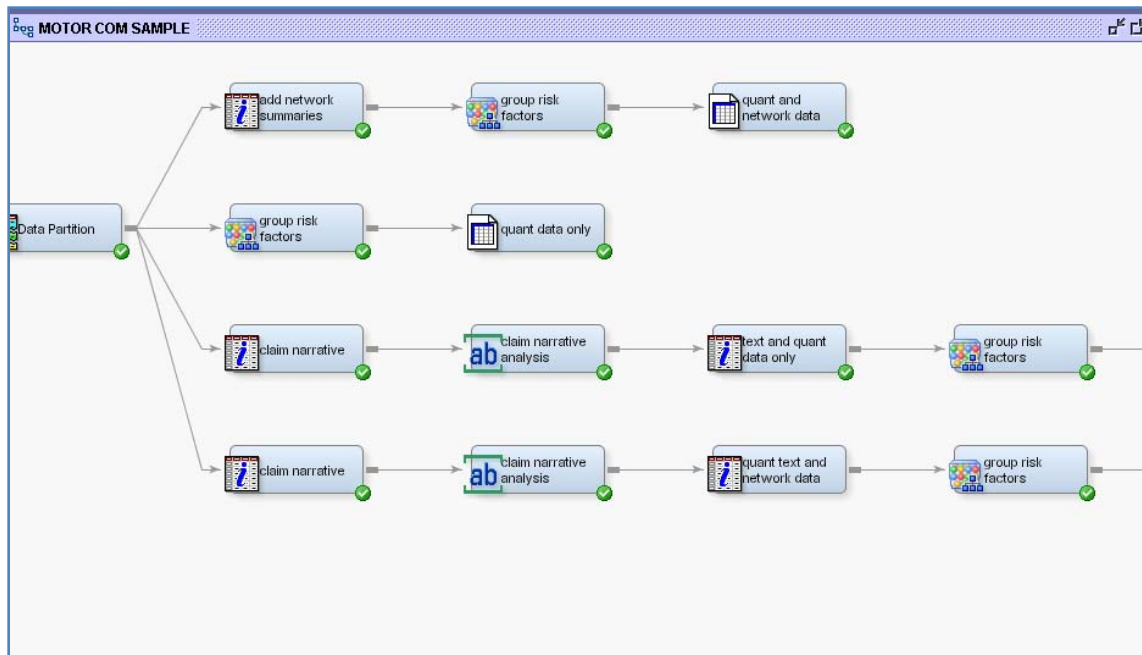 MOTOR COM SAMPLE
add network
summaries
group risk
factors
quant and
network data
Data Partition
group risk
factors
quant data only
claim narrative
ab
claim narrative
analysis
text and quant
data only
group risk
factors
claim narrative
ab
claim narrative
analysis
quant text and
network data
group risk
factors